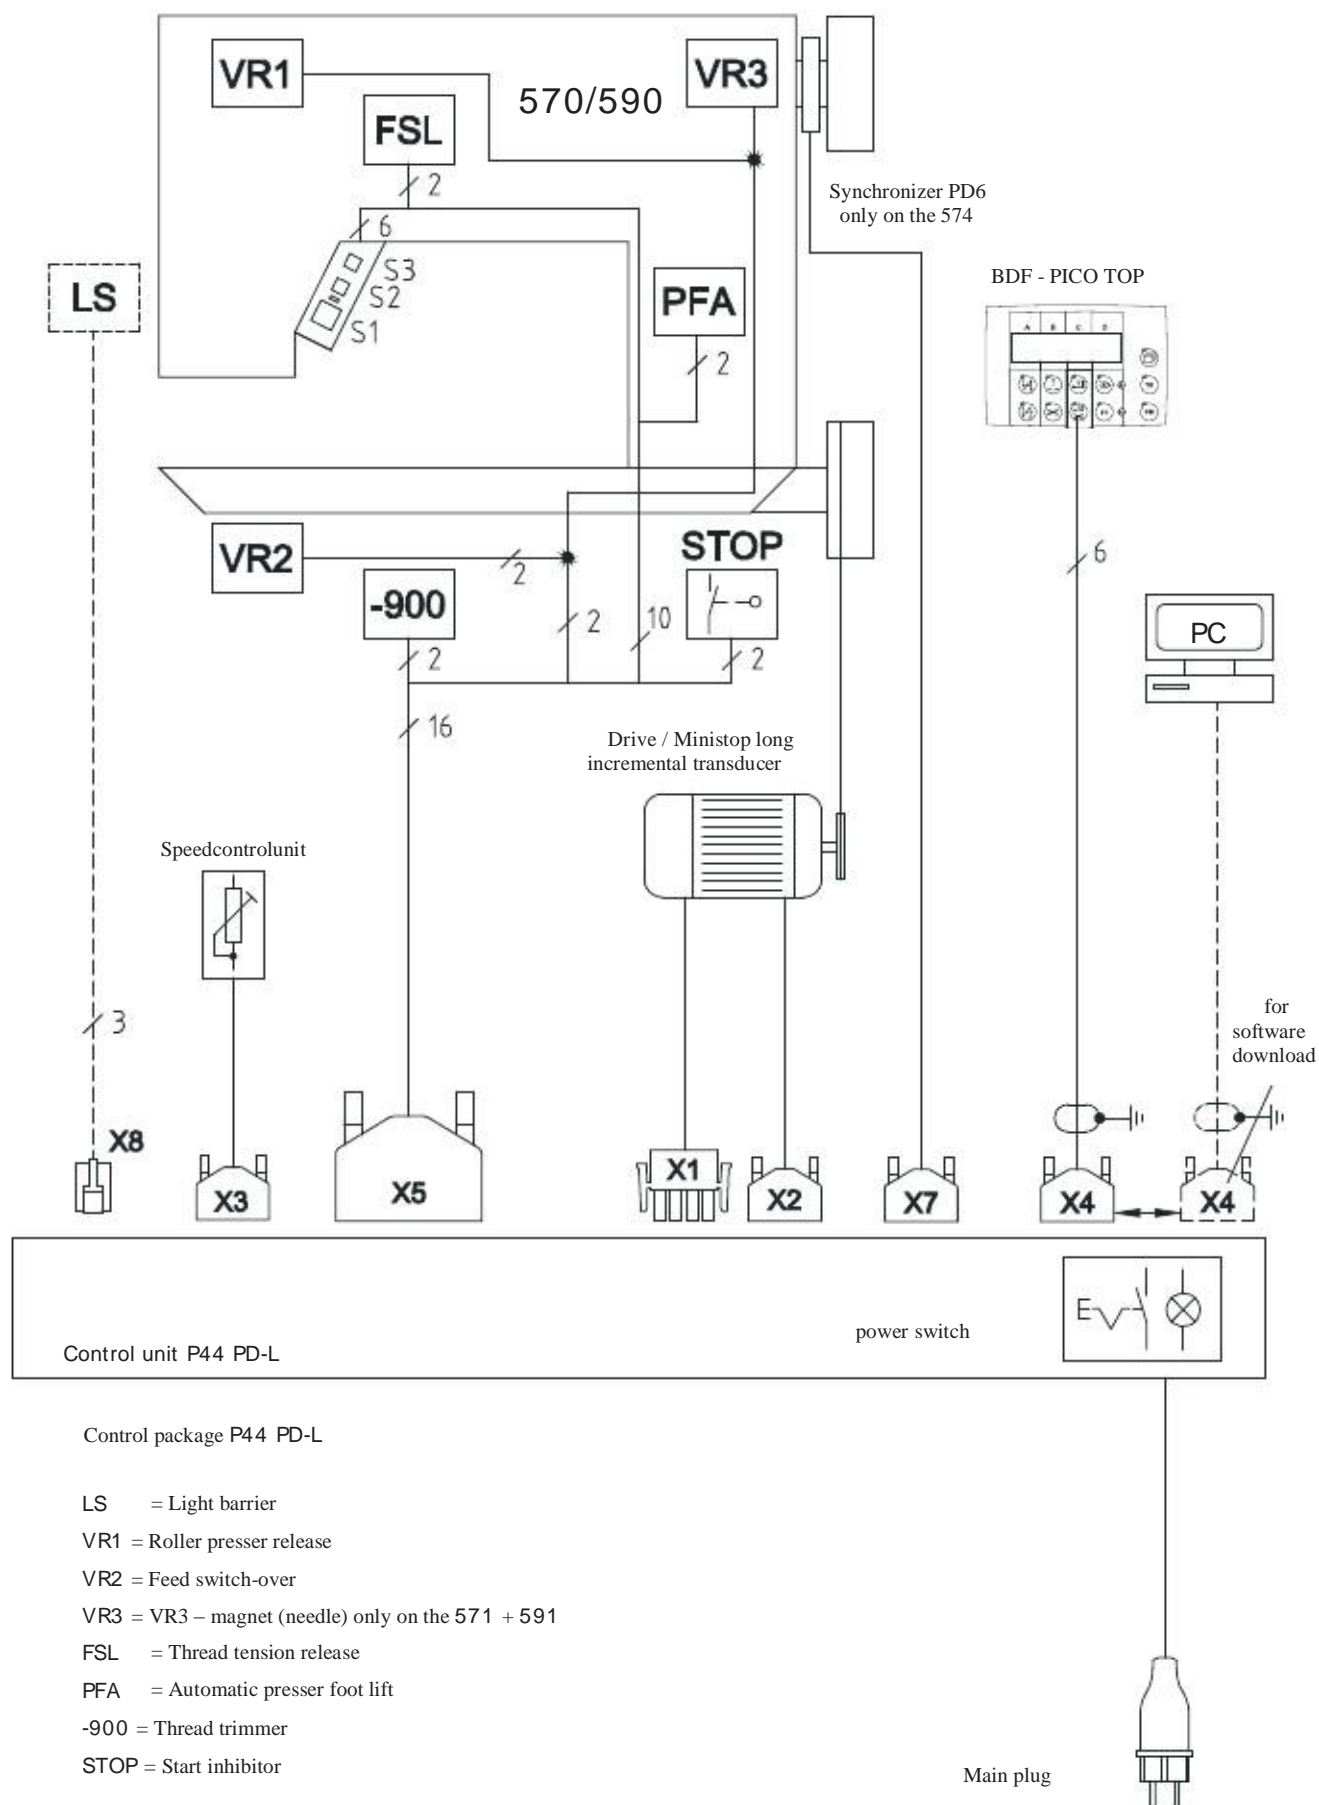 VR1
570/590
VR3
FSL
2
Synchronizer PD6
only on the 574
6
S3
S2
S1
LS
PFA
2
BDF - PICO TOP
A B C D
VR2
2
STOP
-900
2
10
2
2
6
PC
16
Drive / Ministop long
incremental transducer
Speedcontrolunit
3
for
software
download
X8
X3
X5
X1
X2
X7
X4
X4
Control unit P44 PD-L
power switch
Control package P44 PD-L
LS = Light barrier
VR1 = Roller presser release
VR2 = Feed switch-over
VR3 = VR3 – magnet (needle) only on the 571 + 591
FSL = Thread tension release
PFA = Automatic presser foot lift
-900 = Thread trimmer
STOP = Start inhibitor
Main plug